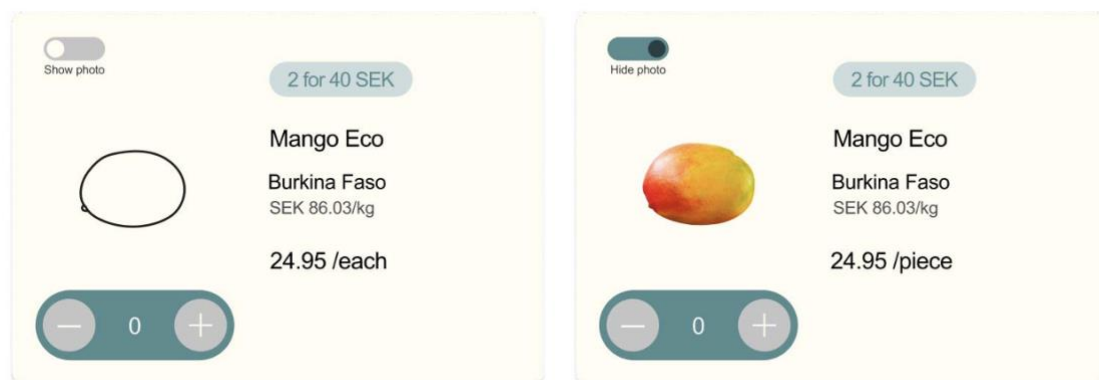 Show photo
2 for 40 SEK
Mango Eco
Burkina Faso
SEK 86.03/kg
24.95 /each
0
Hide photo
2 for 40 SEK
Mango Eco
Burkina Faso
SEK 86.03/kg
24.95 /piece
0